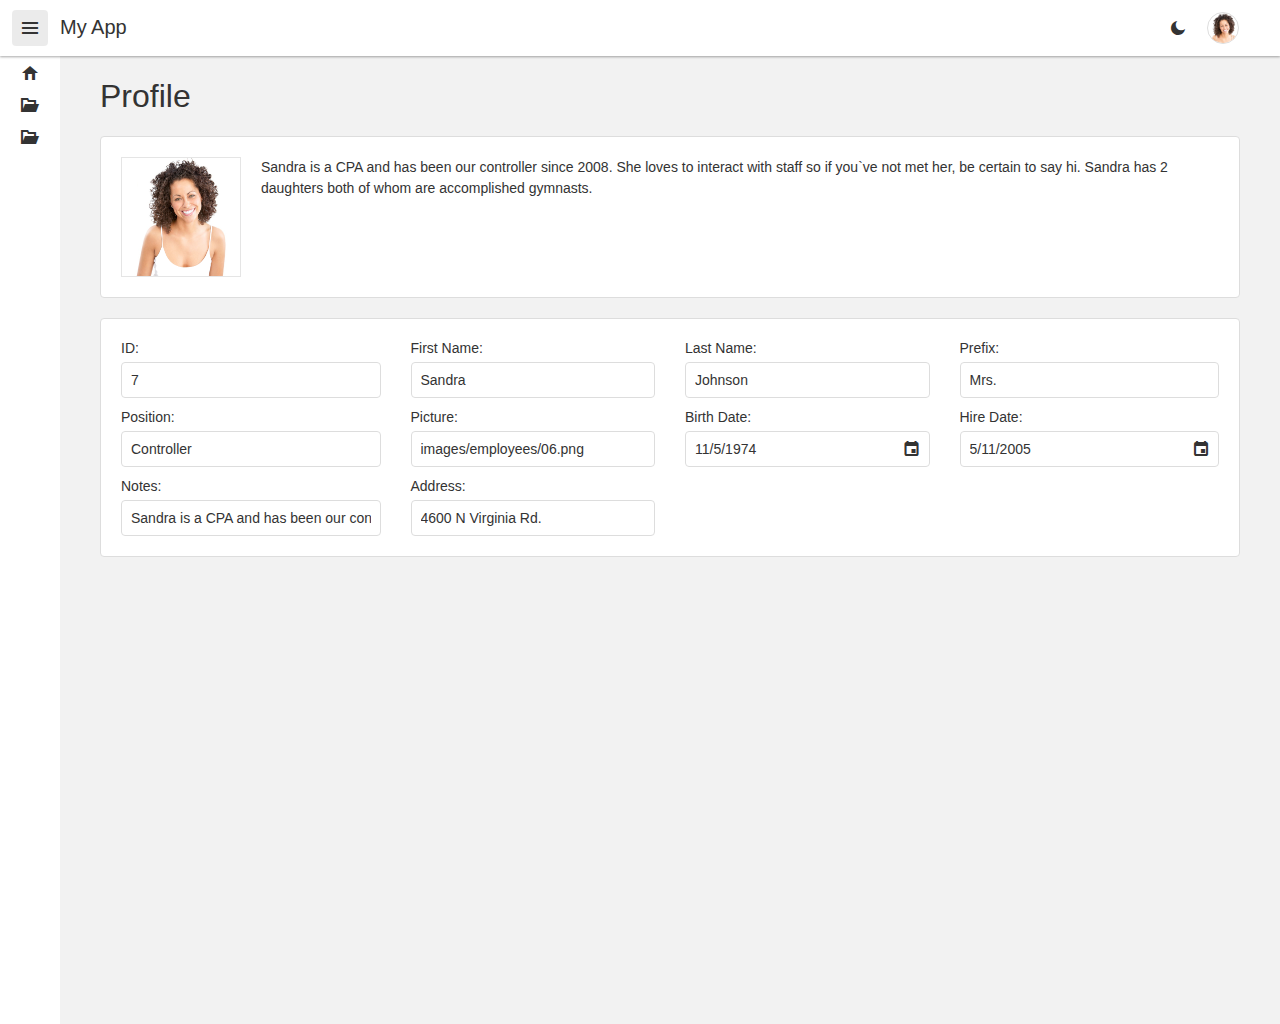 My App
Profile
Sandra is a CPA and has been our controller since 2008. She loves to interact with staff so if you`ve not met her, be certain to say hi. Sandra has 2
daughters both of whom are accomplished gymnasts.
ID: First Name: Last Name: Prefix:
7 Sandra Johnson Mrs.
Position: Picture: Birth Date: Hire Date:
Controller images/employees/06.png 11/5/1974 5/11/2005
Notes: Address:
Sandra is a CPA and has been our con 4600 N Virginia Rd.